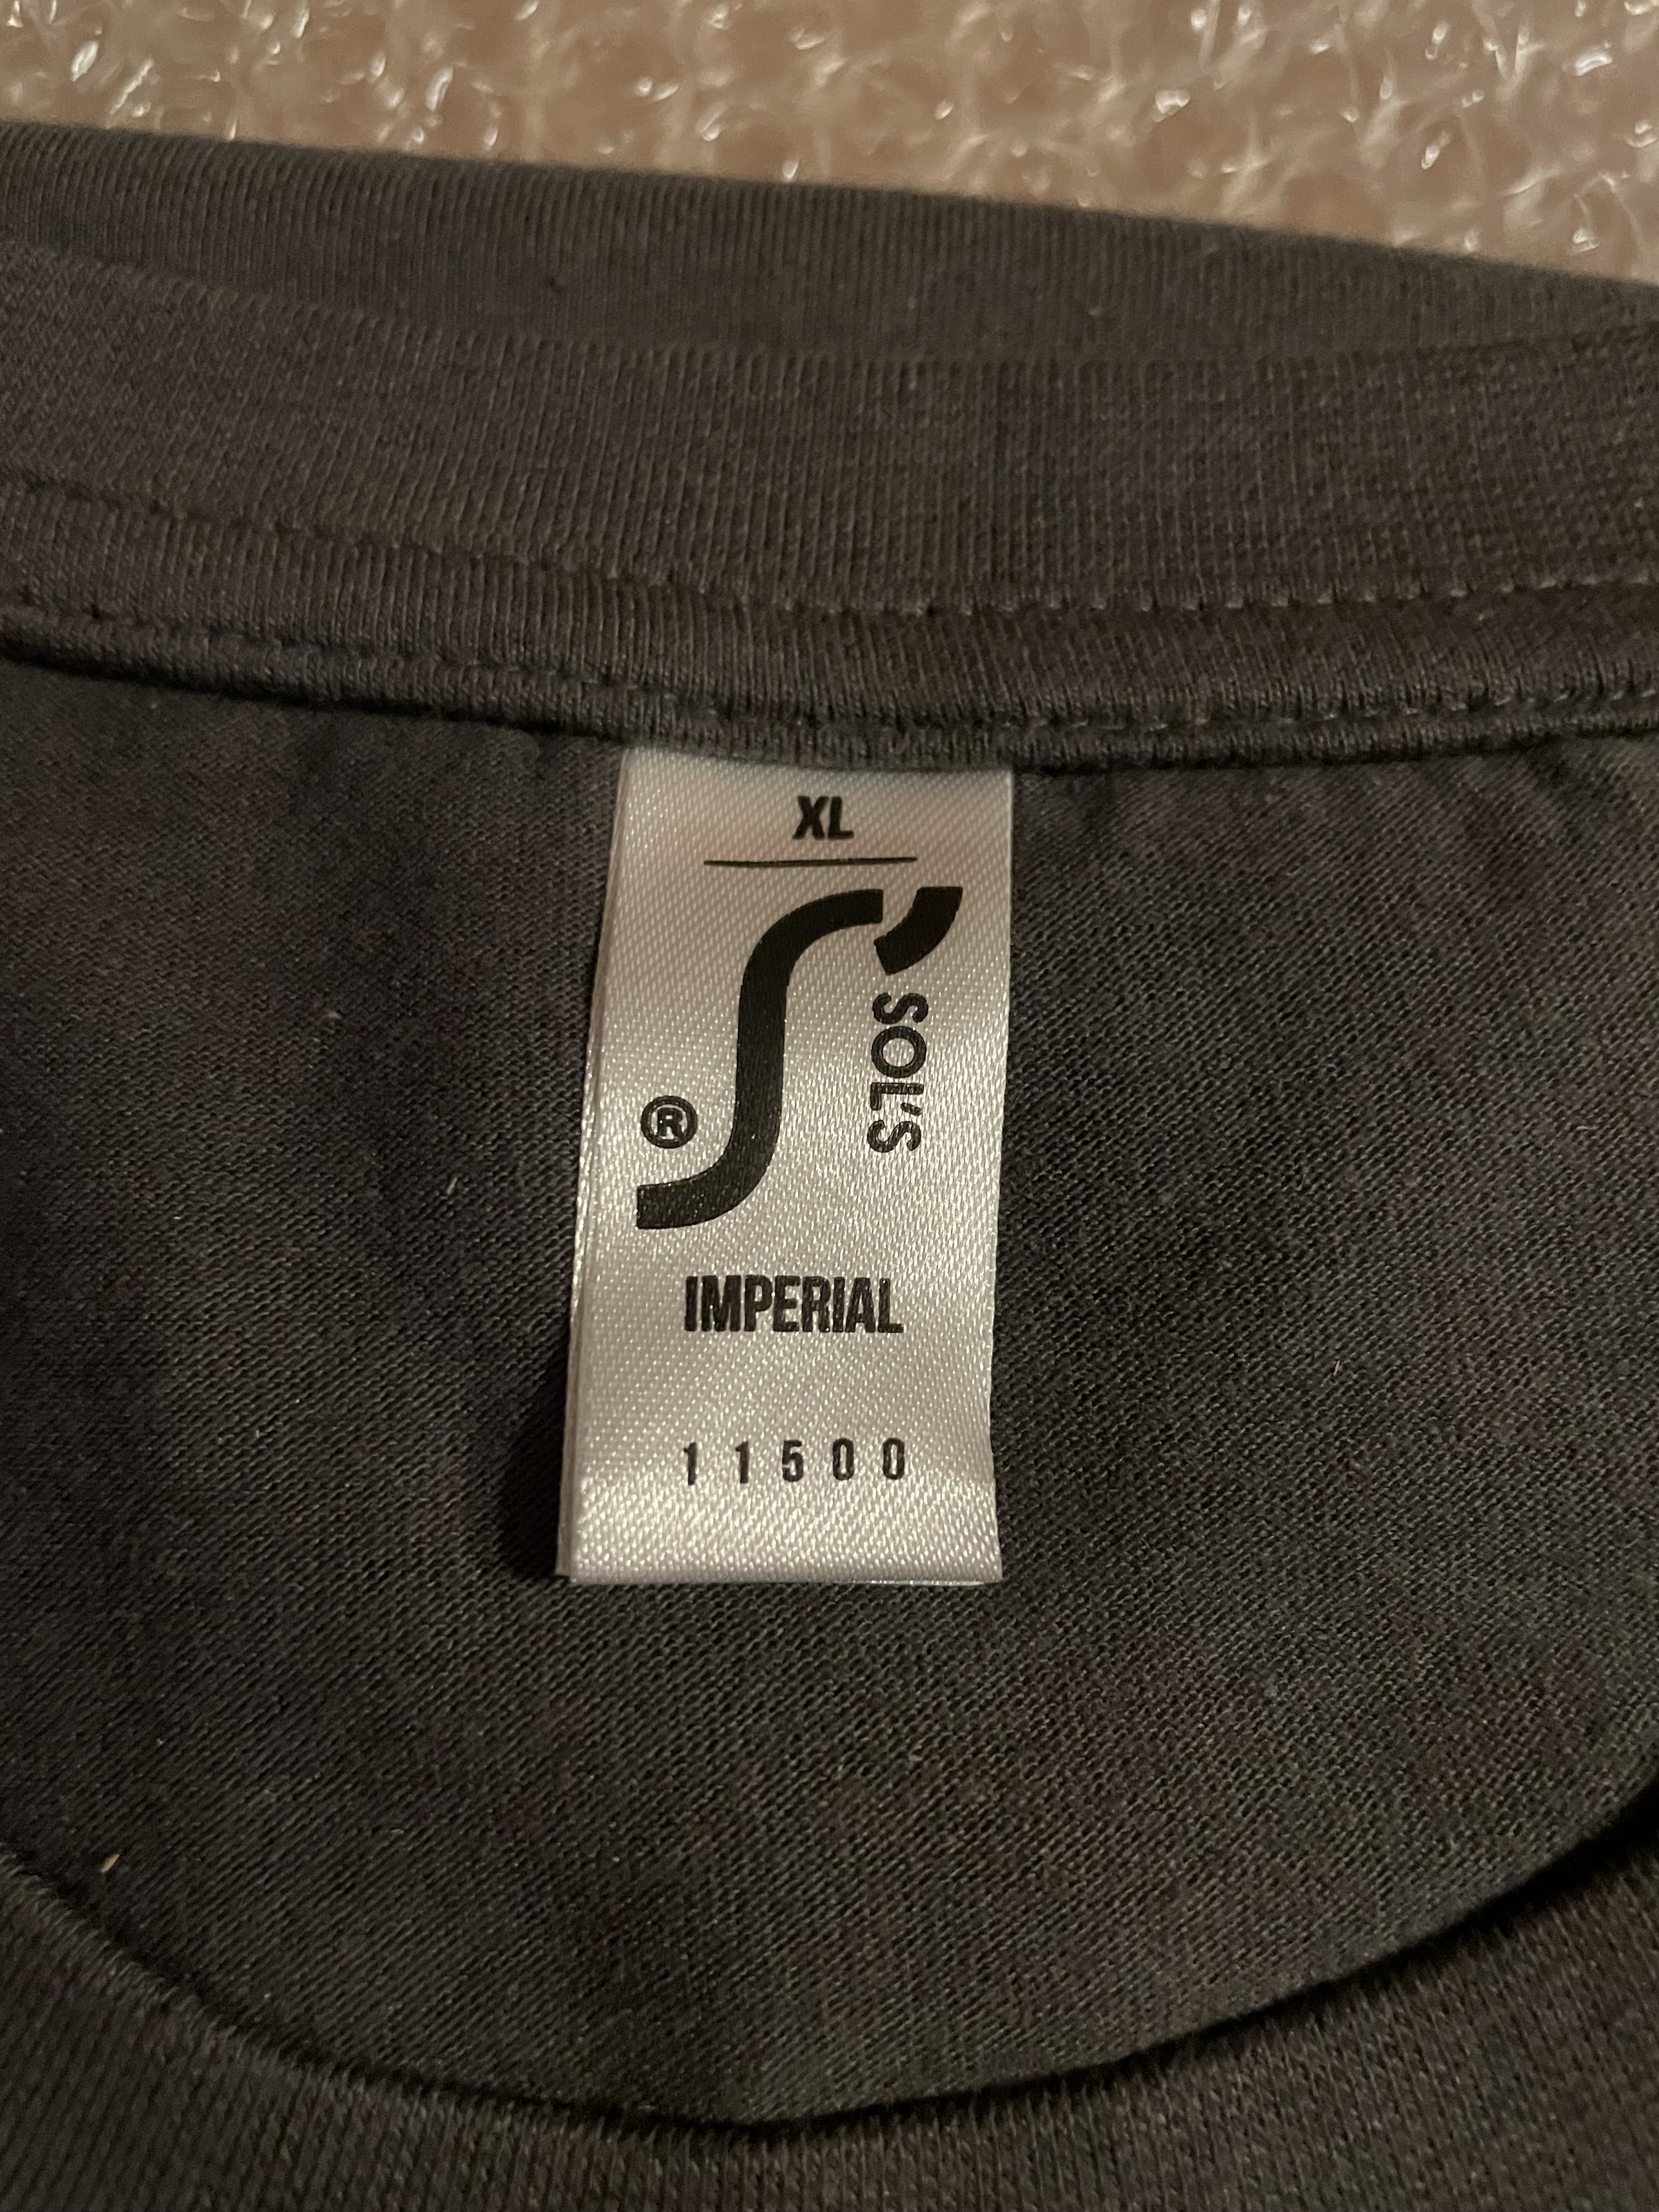 XL
SOL'S
®
IMPERIAL
11500